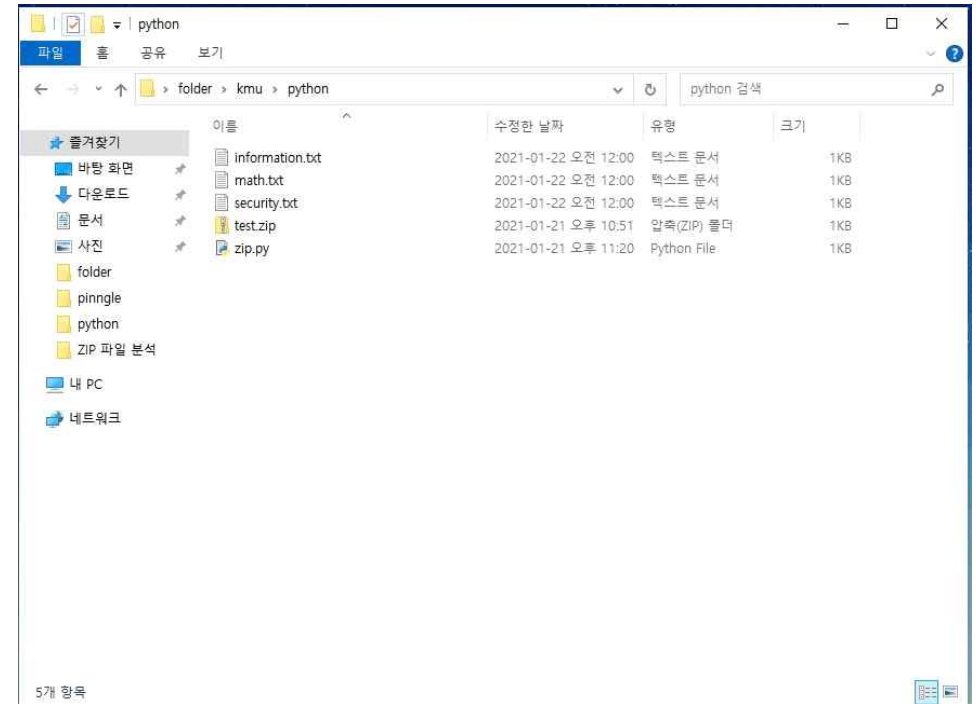 python
파일 홈 공유 보기
folder > kmu > python
python 검색
이름 수정한 날짜 유형 크기
즐겨찾기
바탕 화면
다운로드
문서
사진
folder
pinngle
python
ZIP 파일 분석
내 PC
네트워크
information.txt 2021-01-22 오전 12:00 텍스트 문서 1KB
math.txt 2021-01-22 오전 12:00 텍스트 문서 1KB
security.txt 2021-01-22 오전 12:00 텍스트 문서 1KB
test.zip 2021-01-21 오후 10:51 압축(ZIP) 폴더 1KB
zip.py 2021-01-21 오후 11:20 Python File 1KB
5개 항목